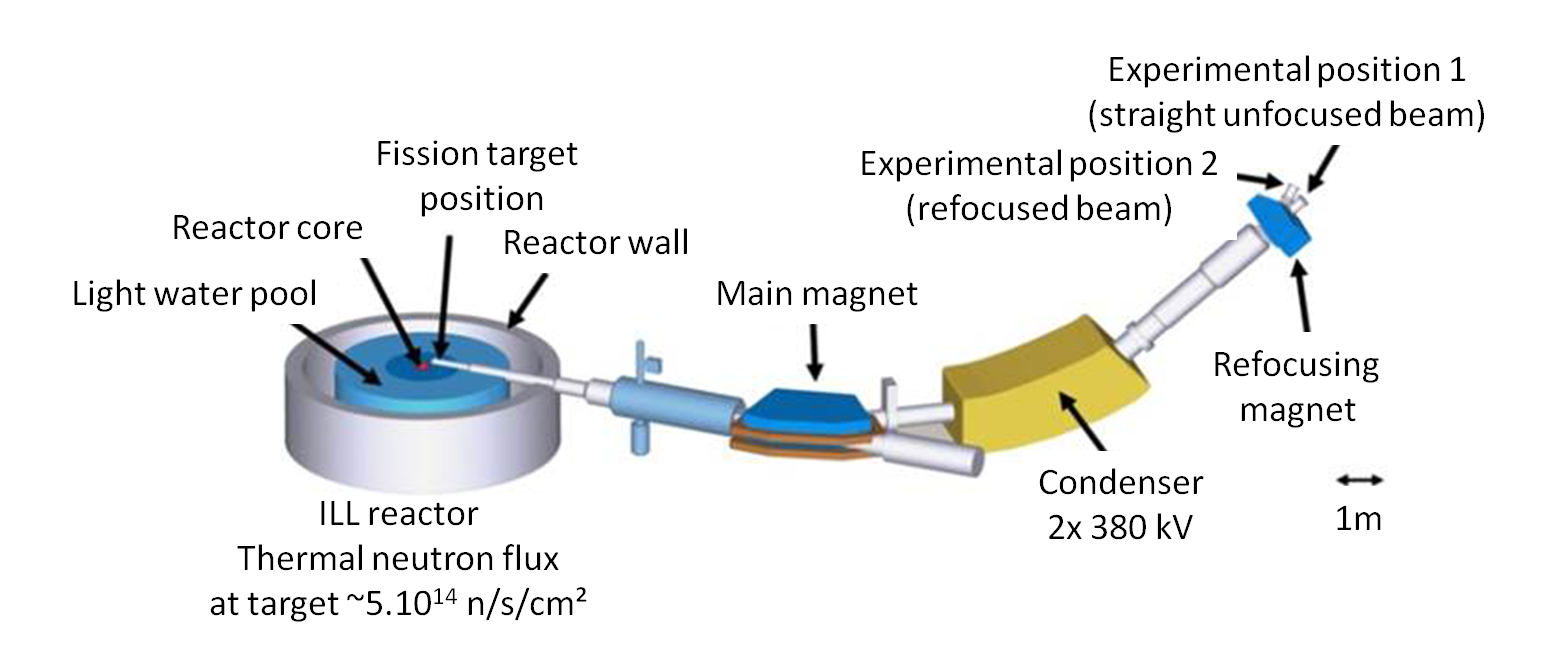 Experimental position 1
(straight unfocused beam)
Experimental position 2
(refocused beam)
Fission target
position
Reactor core
Reactor wall
Light water pool
Main magnet
Refocusing
magnet
Condenser
2x 380 kV
1m
ILL reactor
Thermal neutron flux
at target ~5.10¹⁴ n/s/cm²